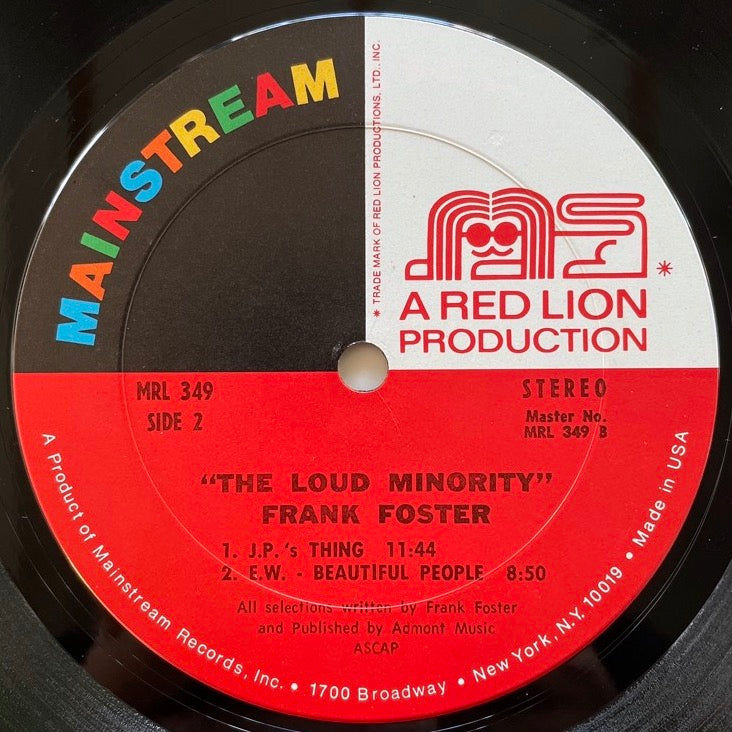 MAINSTREAM
* TRADE MARK OF RED LION PRODUCTIONS, LTD., INC.
*
A RED LION
PRODUCTION
MRL 349
SIDE 2
STEREO
Master No.
MRL 349 B
"THE LOUD MINORITY"
FRANK FOSTER
1. J.P.'s THING 11:44
2. E.W. - BEAUTIFUL PEOPLE 8:50
All selections written by Frank Foster
and Published by Admont Music
ASCAP
A Product of Mainstream Records, Inc. • 1700 Broadway • New York, N.Y. 10019 • Made in USA